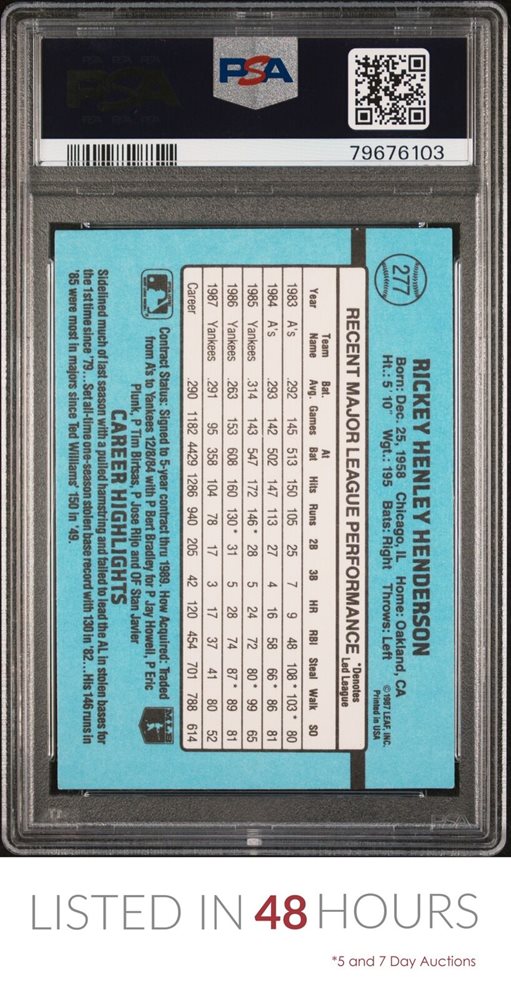 PSA
79676103
277
RICKEY HENLEY HENDERSON
Born: Dec. 25, 1958 Chicago, IL Home: Oakland, CA
Ht.: 5' 10" Wgt.: 195 Bats: Right Throws: Left
©1987 LEAF, INC.
Printed in USA
RECENT MAJOR LEAGUE PERFORMANCE
*Denotes
Led League
Year Team Name Bat. Avg. Games At Bat Hits Runs 2B 3B HR RBI Steal Walk SO
1983 A's .292 145 513 150 105 25 7 9 48 108* 103* 80
1984 A's .293 142 502 147 113 27 4 16 58 66* 86 81
1985 Yankees .314 143 547 172 146* 28 5 24 72 80* 99 65
1986 Yankees .263 153 608 160 130* 31 5 28 74 87* 89 81
1987 Yankees .291 95 358 104 78 17 3 17 37 41 80 52
Career .290 1182 4429 1286 940 205 42 120 454 701 788 614
Contract Status: Signed to 5-year contract thru 1989. How Acquired: Traded
from A's to Yankees 12/8/84 with P Bert Bradley for P Jay Howell, P Eric
Plunk, P Tim Birtsas, P Jose Rijo and OF Stan Javier
CAREER HIGHLIGHTS
Sidelined much of last season with a pulled hamstring and failed to lead the AL in stolen bases for
the 1st time since '79...Set all-time one-season stolen base record with 130 in '82...His 146 runs in
'85 were most in majors since Ted Williams' 150 in '49.
PSA
LISTED IN 48 HOURS
*5 and 7 Day Auctions